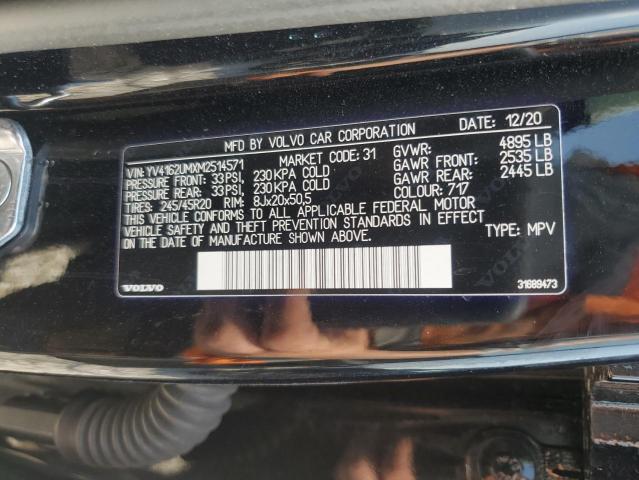 MFD BY VOLVO CAR CORPORATION DATE: 12/20
VIN: YV4162UMXM2514571 MARKET CODE: 31 GVWR: 4895 LB
PRESSURE FRONT: 33PSI, 230 KPA COLD GAWR FRONT: 2535 LB
PRESSURE REAR: 33PSI, 230 KPA COLD GAWR REAR: 2445 LB
TIRES: 245/45R20 RIM: 8Jx20x50,5 COLOUR: 717
VEHICLE CONFORMS TO ALL APPLICABLE FEDERAL MOTOR
VEHICLE SAFETY AND THEFT PREVENTION STANDARDS IN EFFECT
ON THE DATE OF MANUFACTURE SHOWN ABOVE. TYPE: MPV
VOLVO 31689473